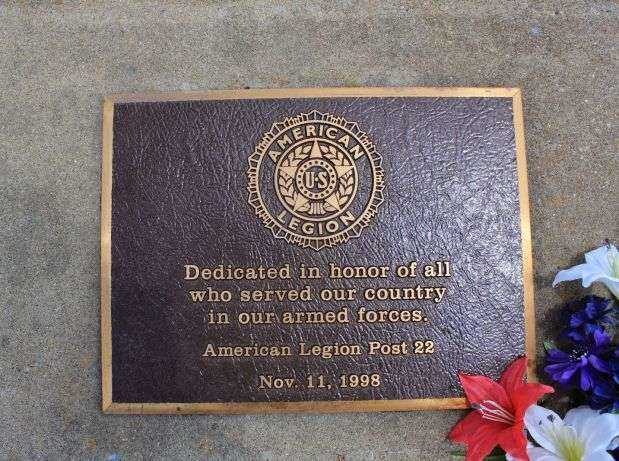 AMERICAN
U·S
LEGION
Dedicated in honor of all
who served our country
in our armed forces.
American Legion Post 22
Nov. 11, 1998